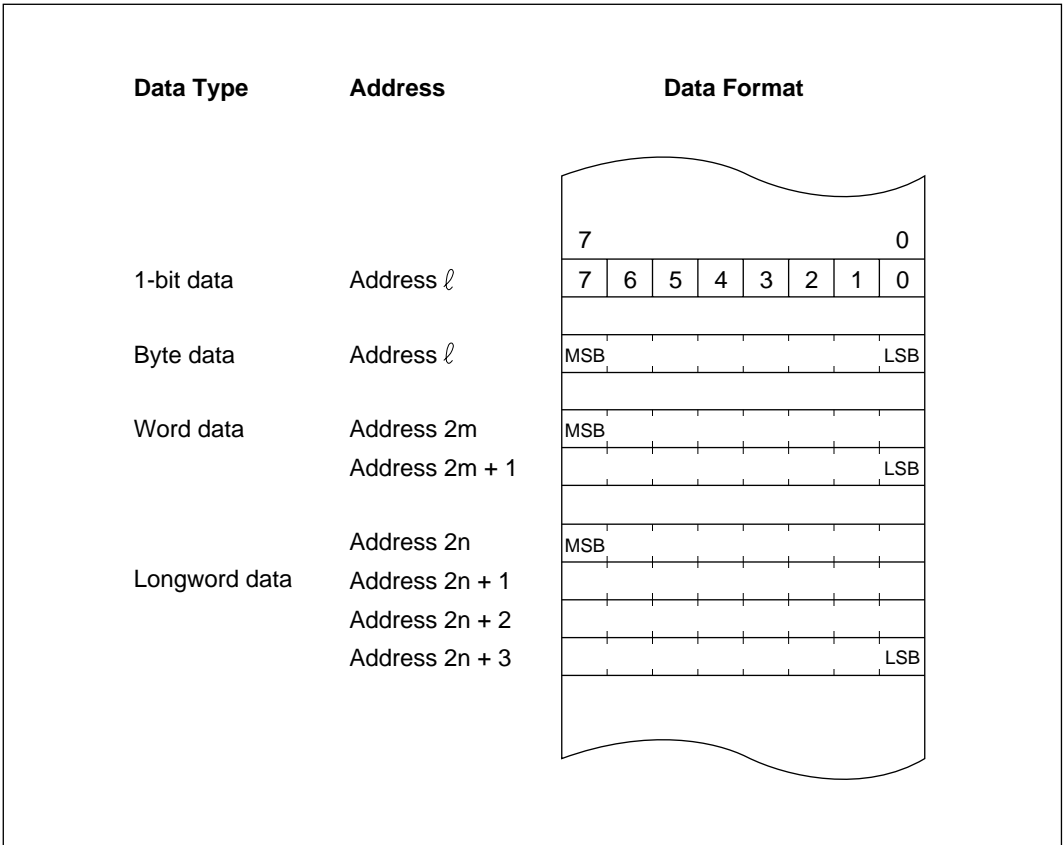 Data Type Address Data Format
7 0
1-bit data Address ℓ 7 6 5 4 3 2 1 0
Byte data Address ℓ MSB LSB
Word data Address 2m MSB
Address 2m + 1 LSB
Address 2n MSB
Longword data Address 2n + 1
Address 2n + 2
Address 2n + 3 LSB